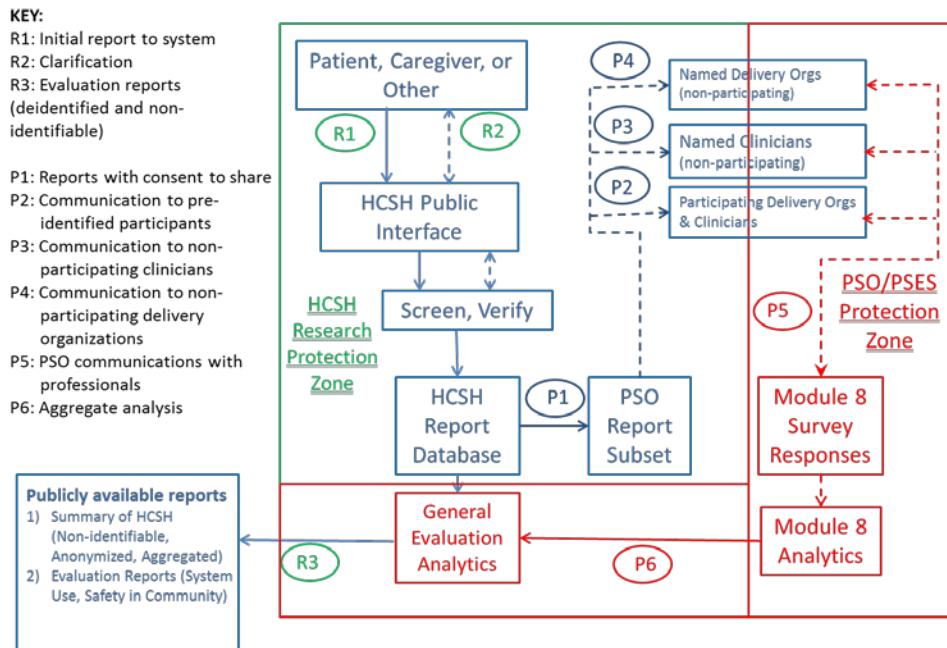 KEY:
R1: Initial report to system
R2: Clarification
R3: Evaluation reports
(deidentified and non-
identifiable)
P1: Reports with consent to share
P2: Communication to pre-
identified participants
P3: Communication to non-
participating clinicians
P4: Communication to non-
participating delivery
organizations
P5: PSO communications with
professionals
P6: Aggregate analysis
Patient, Caregiver, or
Other
R1
R2
HCSH Public
Interface
Screen, Verify
HCSH
Research
Protection
Zone
HCSH
Report
Database
P1
PSO
Report
Subset
P4
Named Delivery Orgs
(non-participating)
P3
Named Clinicians
(non-participating)
P2
Participating Delivery Orgs
& Clinicians
PSO/PSES
Protection
Zone
P5
Module 8
Survey
Responses
Module 8
Analytics
P6
General
Evaluation
Analytics
R3
Publicly available reports
1) Summary of HCSH
(Non-identifiable,
Anonymized, Aggregated)
2) Evaluation Reports (System
Use, Safety in Community)